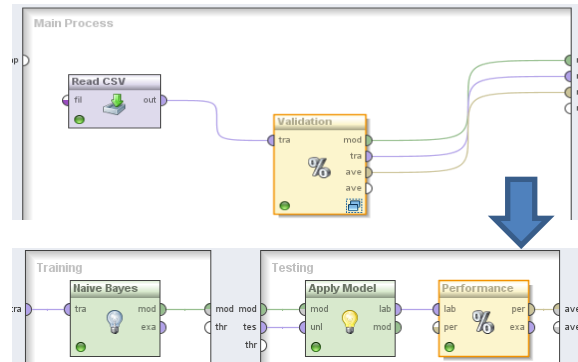 Main Process
Read CSV
fil out
Validation
tra mod
tra
ave
ave
Training
Testing
Naive Bayes
tra mod
exa
mod
thr
mod
tes
thr
Apply Model
mod lab
unl mod
Performance
lab per
per exa
ave
ave